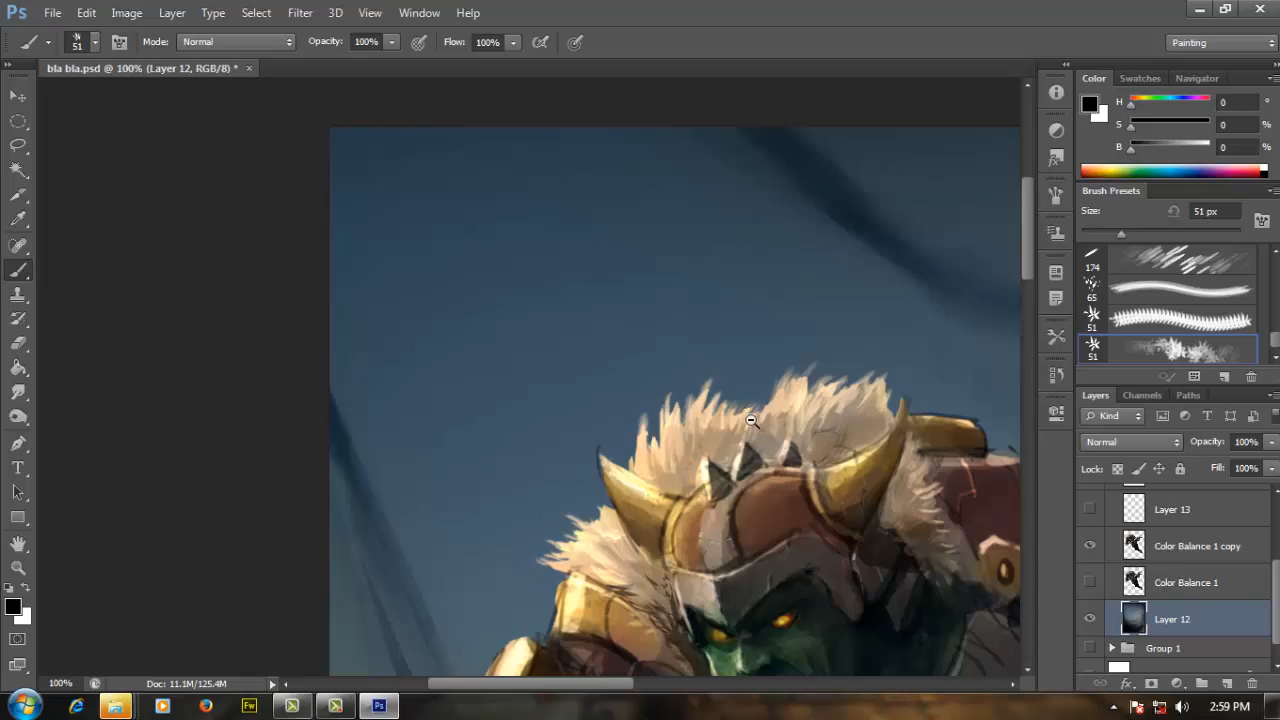 Ps File Edit Image Layer Type Select Filter 3D View Window Help
51 Mode: Normal Opacity: 100% Flow: 100% Painting
bla bla.psd @ 100% (Layer 12, RGB/8) * ×
Color Swatches Navigator
H 0 °
S 0 %
B 0 %
Brush Presets
Size: 51 px
174
65
51
51
Layers Channels Paths
Kind
Normal Opacity: 100%
Lock: Fill: 100%
Layer 13
Color Balance 1 copy
Color Balance 1
Layer 12
Group 1
100% Doc: 11.1M/125.4M
Fw Ps 2:59 PM